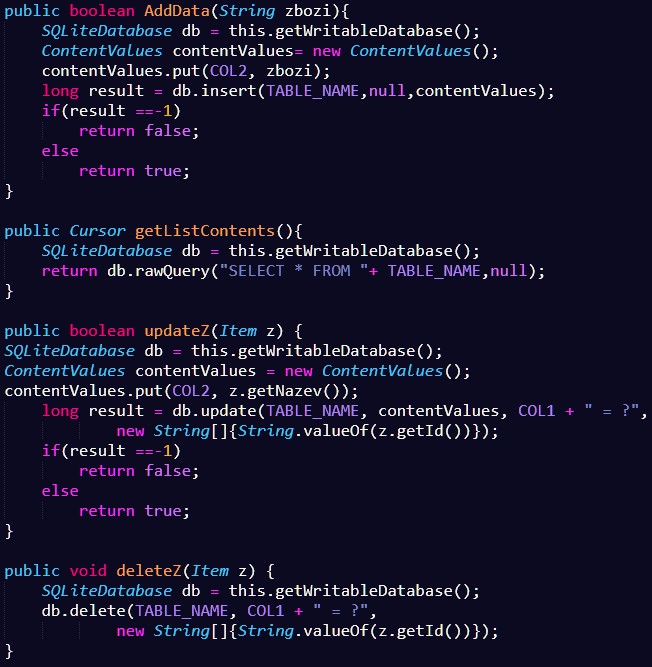 public boolean AddData(String zbozi){
    SQLiteDatabase db = this.getWritableDatabase();
    ContentValues contentValues= new ContentValues();
    contentValues.put(COL2, zbozi);
    long result = db.insert(TABLE_NAME,null,contentValues);
    if(result ==-1)
        return false;
    else
        return true;
}

public Cursor getListContents(){
    SQLiteDatabase db = this.getWritableDatabase();
    return db.rawQuery("SELECT * FROM "+ TABLE_NAME,null);
}

public boolean updateZ(Item z) {
SQLiteDatabase db = this.getWritableDatabase();
ContentValues contentValues = new ContentValues();
contentValues.put(COL2, z.getNazev());
    long result = db.update(TABLE_NAME, contentValues, COL1 + " = ?",
            new String[]{String.valueOf(z.getId())});
    if(result ==-1)
        return false;
    else
        return true;
}

public void deleteZ(Item z) {
    SQLiteDatabase db = this.getWritableDatabase();
    db.delete(TABLE_NAME, COL1 + " = ?",
            new String[]{String.valueOf(z.getId())});
}